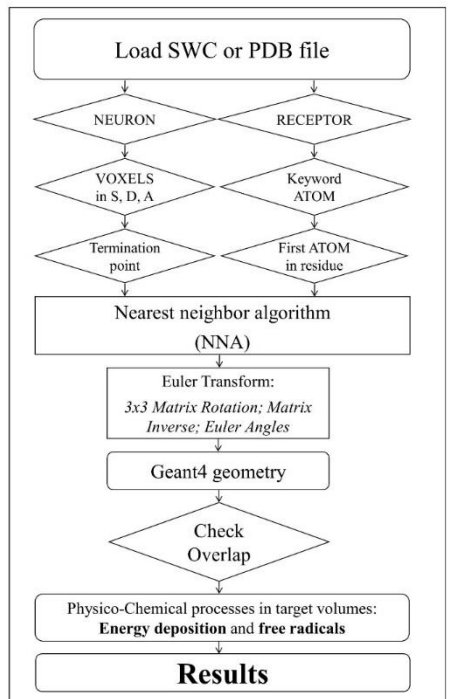 Load SWC or PDB file
NEURON
RECEPTOR
VOXELS
in S, D, A
Keyword
ATOM
Termination
point
First ATOM
in residue
Nearest neighbor algorithm
(NNA)
Euler Transform:
3x3 Matrix Rotation; Matrix
Inverse; Euler Angles
Geant4 geometry
Check
Overlap
Physico-Chemical processes in target volumes:
Energy deposition and free radicals
Results